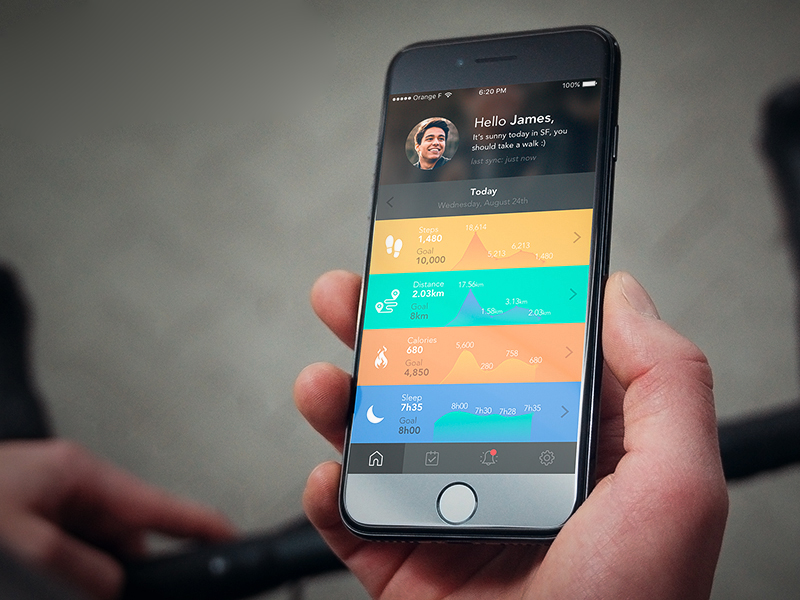 Orange F 6:20 PM 100%
Hello James,
It's sunny today in SF, you
should take a walk :)
last sync: just now
Today
Wednesday, August 24th
Steps
1,480
Goal
10,000
18,614
5,213
6,213
1,480
Distance
2.03km
Goal
8km
17.56km
1.58km
3.13km
2.03km
Calories
680
Goal
4,850
5,600
280
758
680
Sleep
7h35
Goal
8h00
8h00
7h30
7h28
7h35